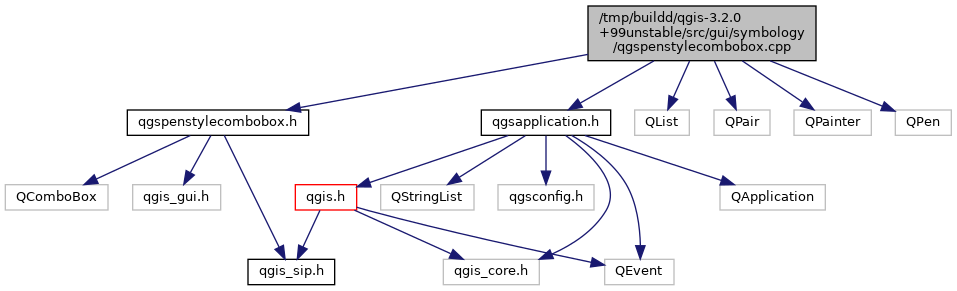 /tmp/buildd/qgis-3.2.0
+99unstable/src/gui/symbology
/qgspenstylecombobox.cpp
qgspenstylecombobox.h
qgsapplication.h
QList
QPair
QPainter
QPen
QComboBox
qgis_gui.h
qgis.h
QStringList
qgsconfig.h
QApplication
qgis_sip.h
qgis_core.h
QEvent